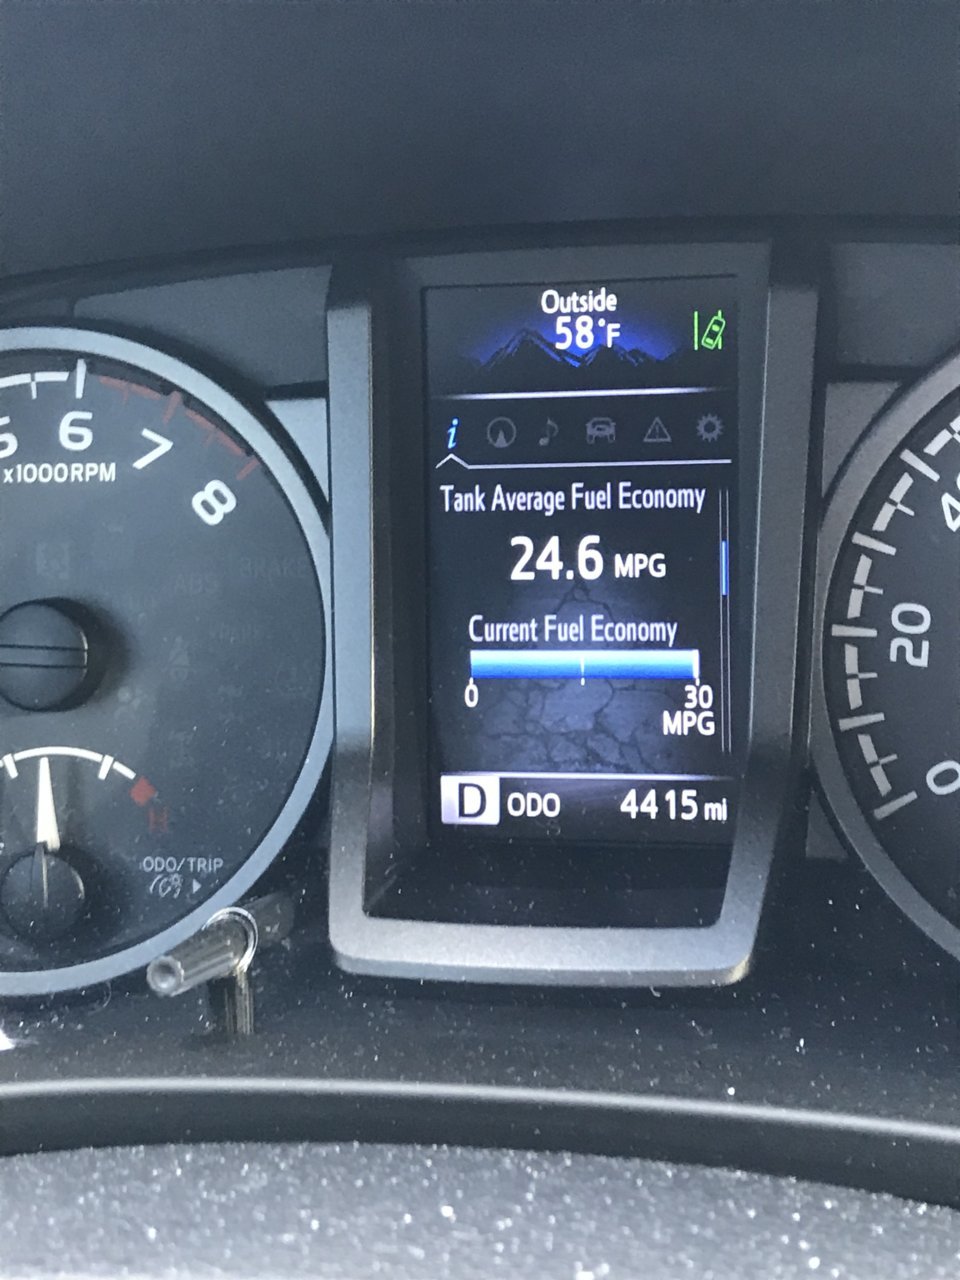 Outside
58°F
6
7
x1000RPM
8
i
Tank Average Fuel Economy
24.6 MPG
Current Fuel Economy
0
30
MPG
20
0
D ODO 4415 mi
ODO/TRIP
H